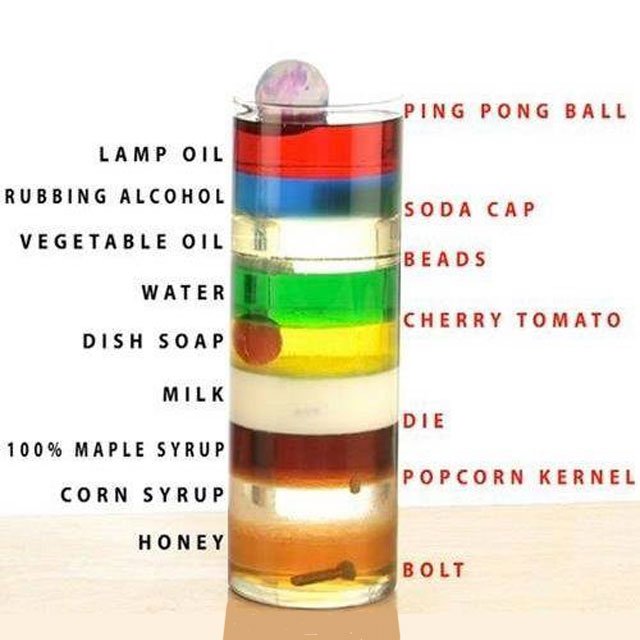 PING PONG BALL
LAMP OIL
RUBBING ALCOHOL
SODA CAP
VEGETABLE OIL
BEADS
WATER
CHERRY TOMATO
DISH SOAP
MILK
DIE
100% MAPLE SYRUP
POPCORN KERNEL
CORN SYRUP
HONEY
BOLT